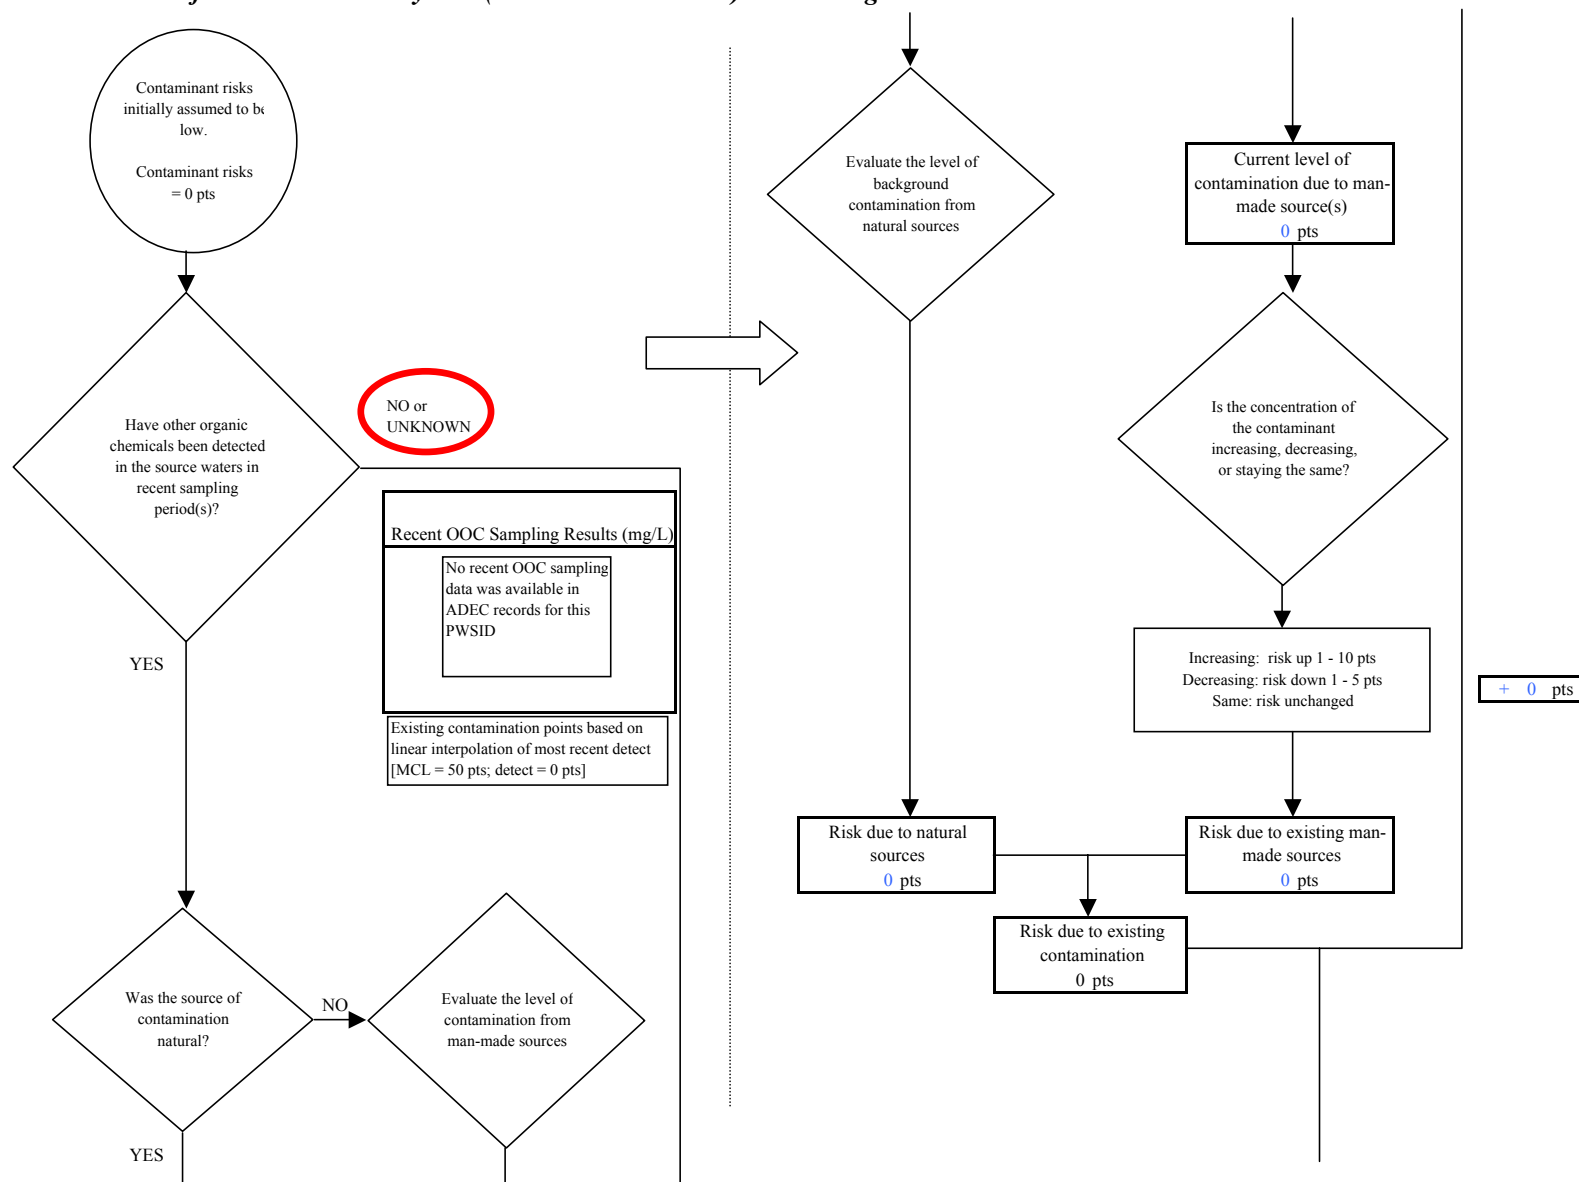 Contaminant risks
initially assumed to be
low.
Contaminant risks
= 0 pts
Have other organic
chemicals been detected
in the source waters in
recent sampling
period(s)?
NO or
UNKNOWN
Recent OOC Sampling Results (mg/L)
No recent OOC sampling
data was available in
ADEC records for this
PWSID
Existing contamination points based on
linear interpolation of most recent detect
[MCL = 50 pts; detect = 0 pts]
YES
Was the source of
contamination
natural?
NO
Evaluate the level of
contamination from
man-made sources
YES
Evaluate the level of
background
contamination from
natural sources
Current level of
contamination due to man-
made source(s)
0 pts
Is the concentration of
the contaminant
increasing, decreasing,
or staying the same?
Increasing: risk up 1 - 10 pts
Decreasing: risk down 1 - 5 pts
Same: risk unchanged
+ 0 pts
Risk due to natural
sources
0 pts
Risk due to existing man-
made sources
0 pts
Risk due to existing
contamination
0 pts